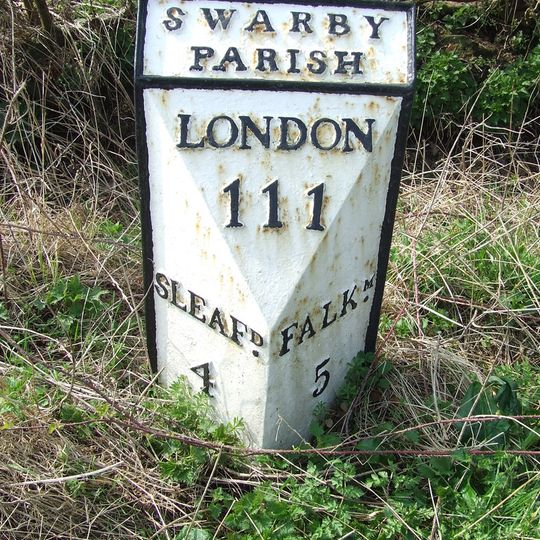 SWARBY
PARISH
LONDON
111
SLEAFD.
4
FALKM.
5